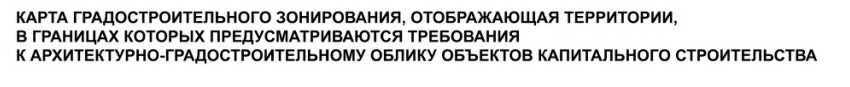 КАРТА ГРАДОСТРОИТЕЛЬНОГО ЗОНИРОВАНИЯ, ОТОБРАЖАЮЩАЯ ТЕРРИТОРИИ,
В ГРАНИЦАХ КОТОРЫХ ПРЕДУСМАТРИВАЮТСЯ ТРЕБОВАНИЯ
К АРХИТЕКТУРНО-ГРАДОСТРОИТЕЛЬНОМУ ОБЛИКУ ОБЪЕКТОВ КАПИТАЛЬНОГО СТРОИТЕЛЬСТВА